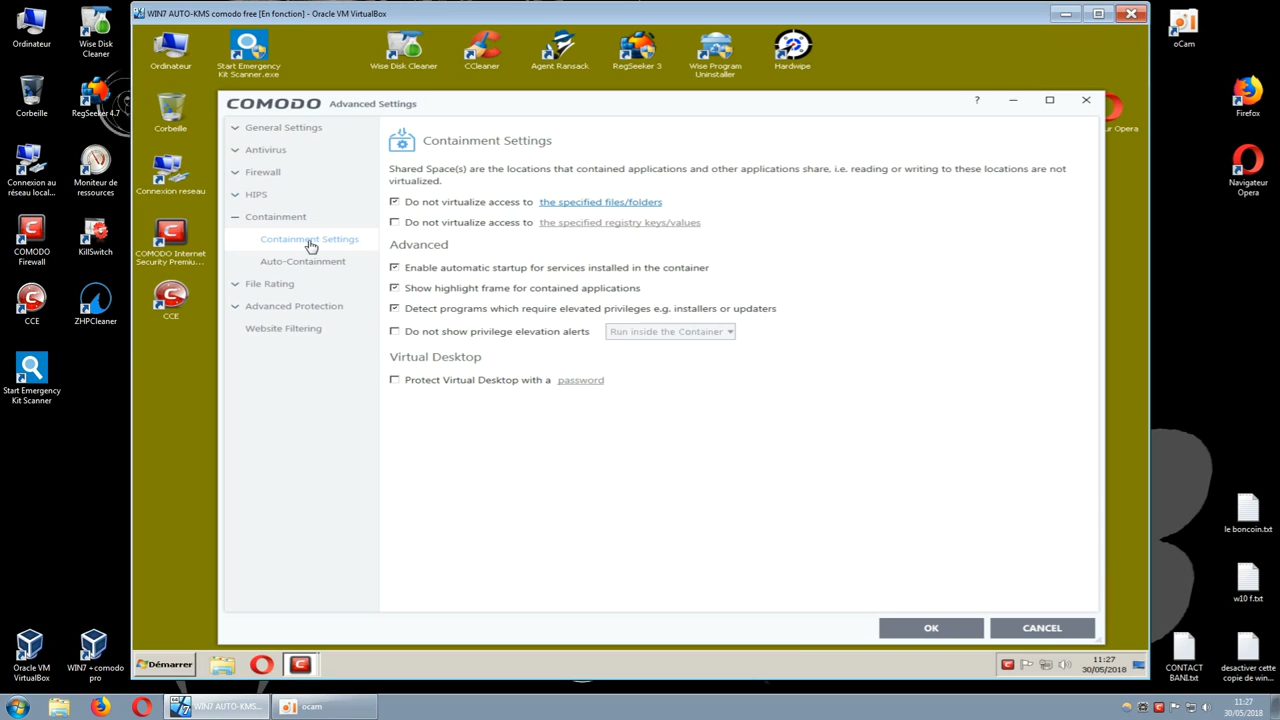 WIN7 AUTO-KMS comodo free [En fonction] - Oracle VM VirtualBox
Ordinateur
Wise Disk
Cleaner
Corbeille
RegSeeker 4.7
Connexion au
réseau local...
Moniteur de
ressources
COMODO
Firewall
KillSwitch
CCE
ZHPCleaner
Start Emergency
Kit Scanner
Oracle VM
VirtualBox
WIN7 +comodo
pro
Ordinateur
Start Emergency
Kit Scanner.exe
Wise Disk Cleaner
CCleaner
Agent Ransack
RegSeeker 3
Wise Program
Uninstaller
Hardwipe
Corbeille
Connexion reseau
COMODO Internet
Security Premiu...
CCE
ur Opera
COMODO Advanced Settings
?
General Settings
Antivirus
Firewall
HIPS
Containment
Containment Settings
Auto-Containment
File Rating
Advanced Protection
Website Filtering
Containment Settings
Shared Space(s) are the locations that contained applications and other applications share, i.e. reading or writing to these locations are not
virtualized.
Do not virtualize access to the specified files/folders
Do not virtualize access to the specified registry keys/values
Advanced
Enable automatic startup for services installed in the container
Show highlight frame for contained applications
Detect programs which require elevated privileges e.g. installers or updaters
Do not show privilege elevation alerts Run inside the Container
Virtual Desktop
Protect Virtual Desktop with a password
OK
CANCEL
Démarrer
11:27
30/05/2018
oCam
Firefox
Navigateur
Opera
le boncoin.txt
w10 f.txt
CONTACT
BANI.txt
desactiver cette
copie de win...
WIN7 AUTO-KMS...
ocam
11:27
30/05/2018